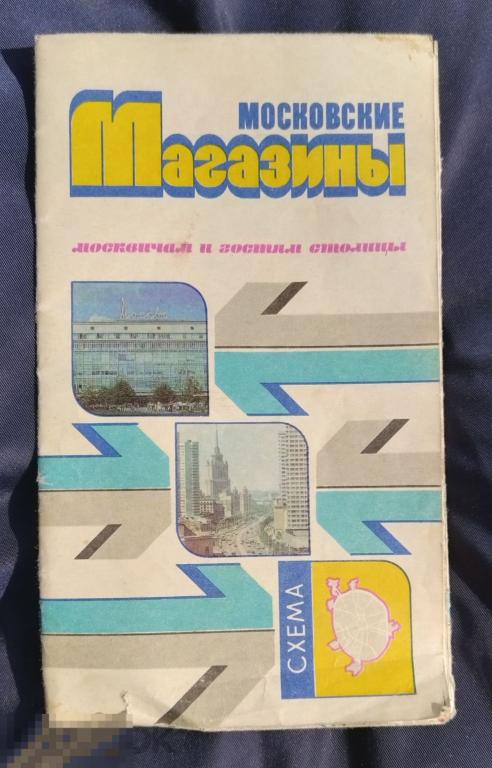 МОСКОВСКИЕ
Магазины
москвичам и гостям столицы
СХЕМА